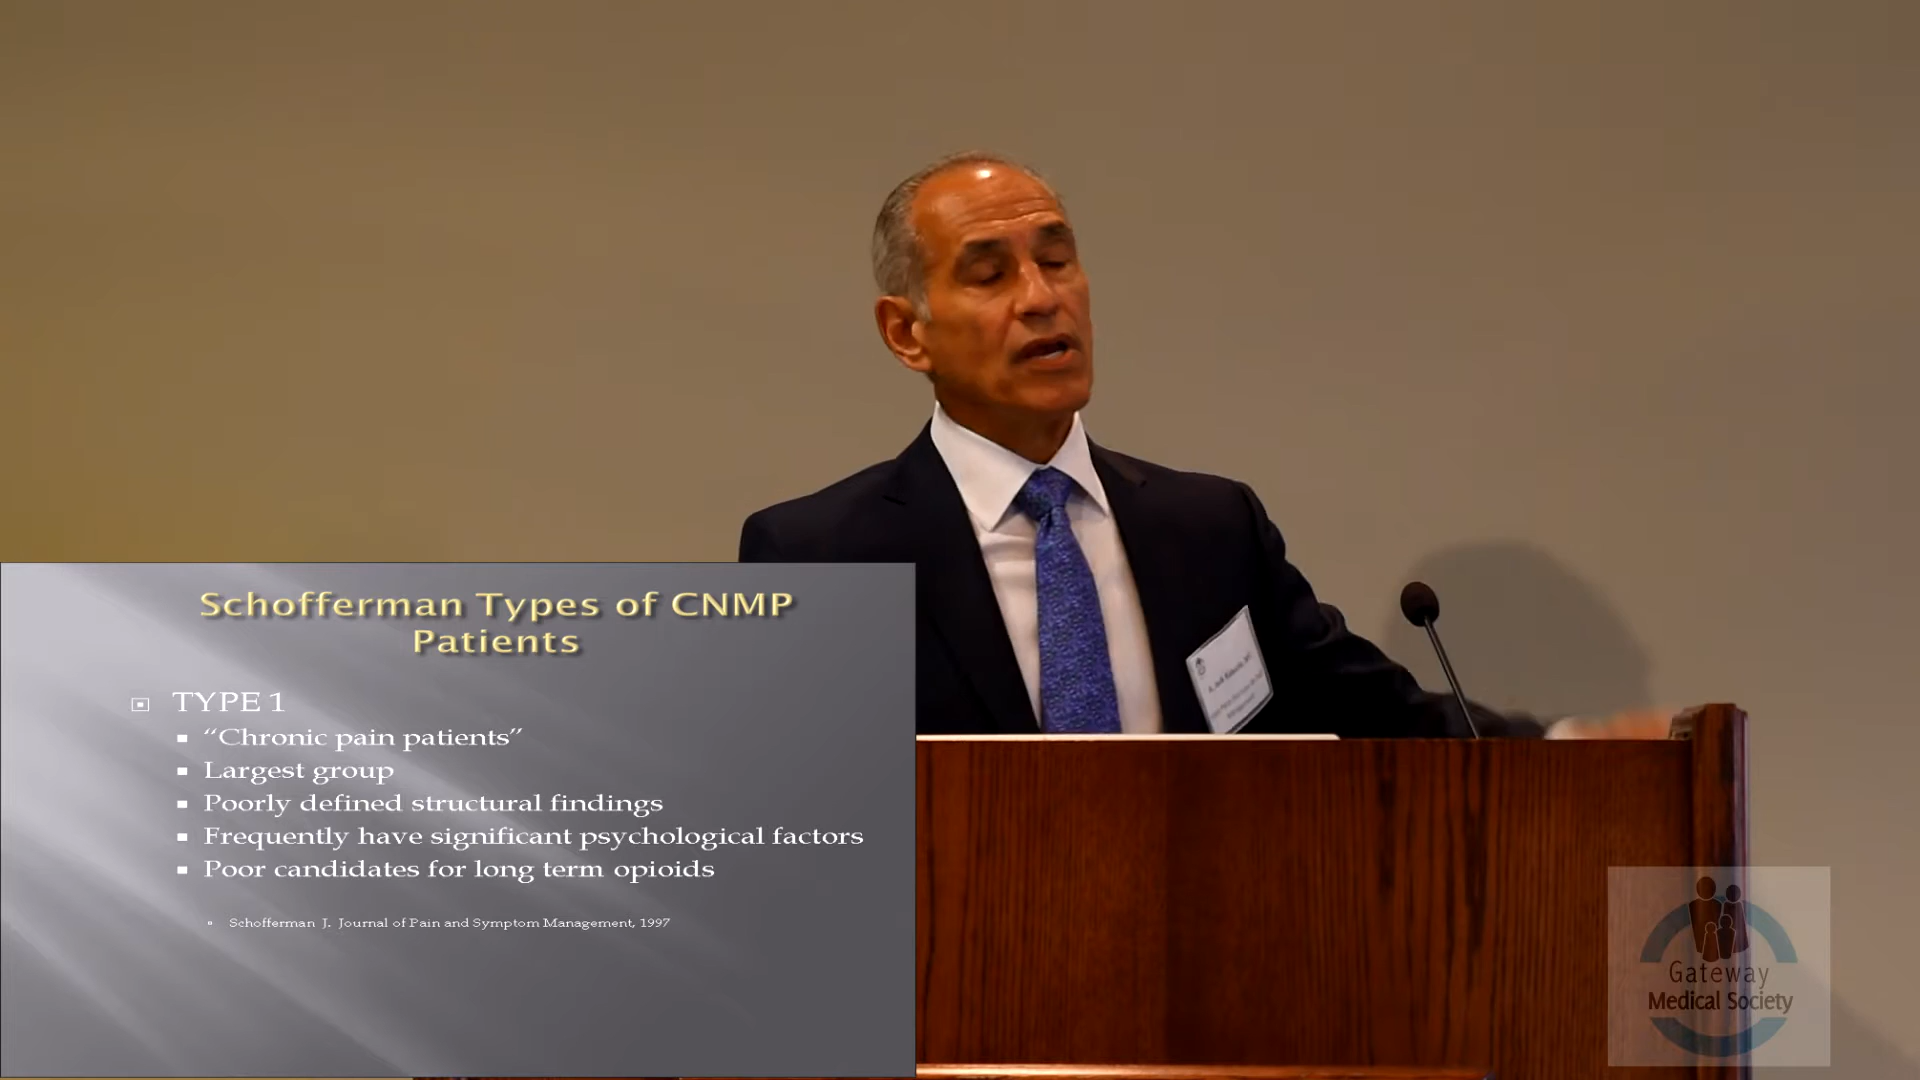 Schofferman Types of CNMP
Patients
TYPE 1
“Chronic pain patients”
Largest group
Poorly defined structural findings
Frequently have significant psychological factors
Poor candidates for long term opioids
Schofferman J. Journal of Pain and Symptom Management, 1997
Gateway
Medical Society